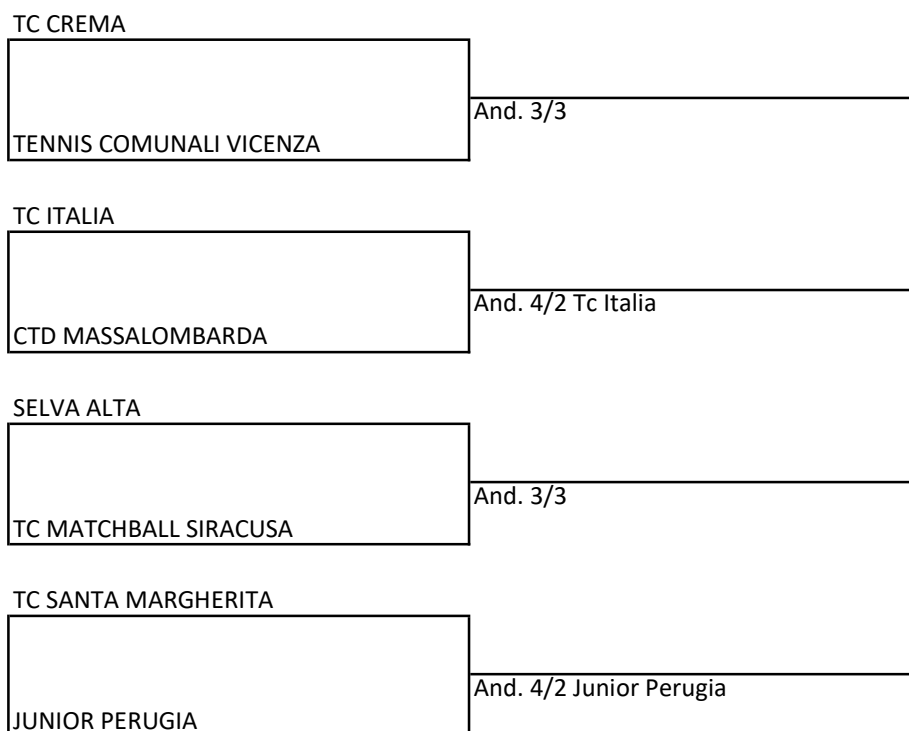 TC CREMA
And. 3/3
TENNIS COMUNALI VICENZA
TC ITALIA
And. 4/2 Tc Italia
CTD MASSALOMBARDA
SELVA ALTA
And. 3/3
TC MATCHBALL SIRACUSA
TC SANTA MARGHERITA
And. 4/2 Junior Perugia
JUNIOR PERUGIA